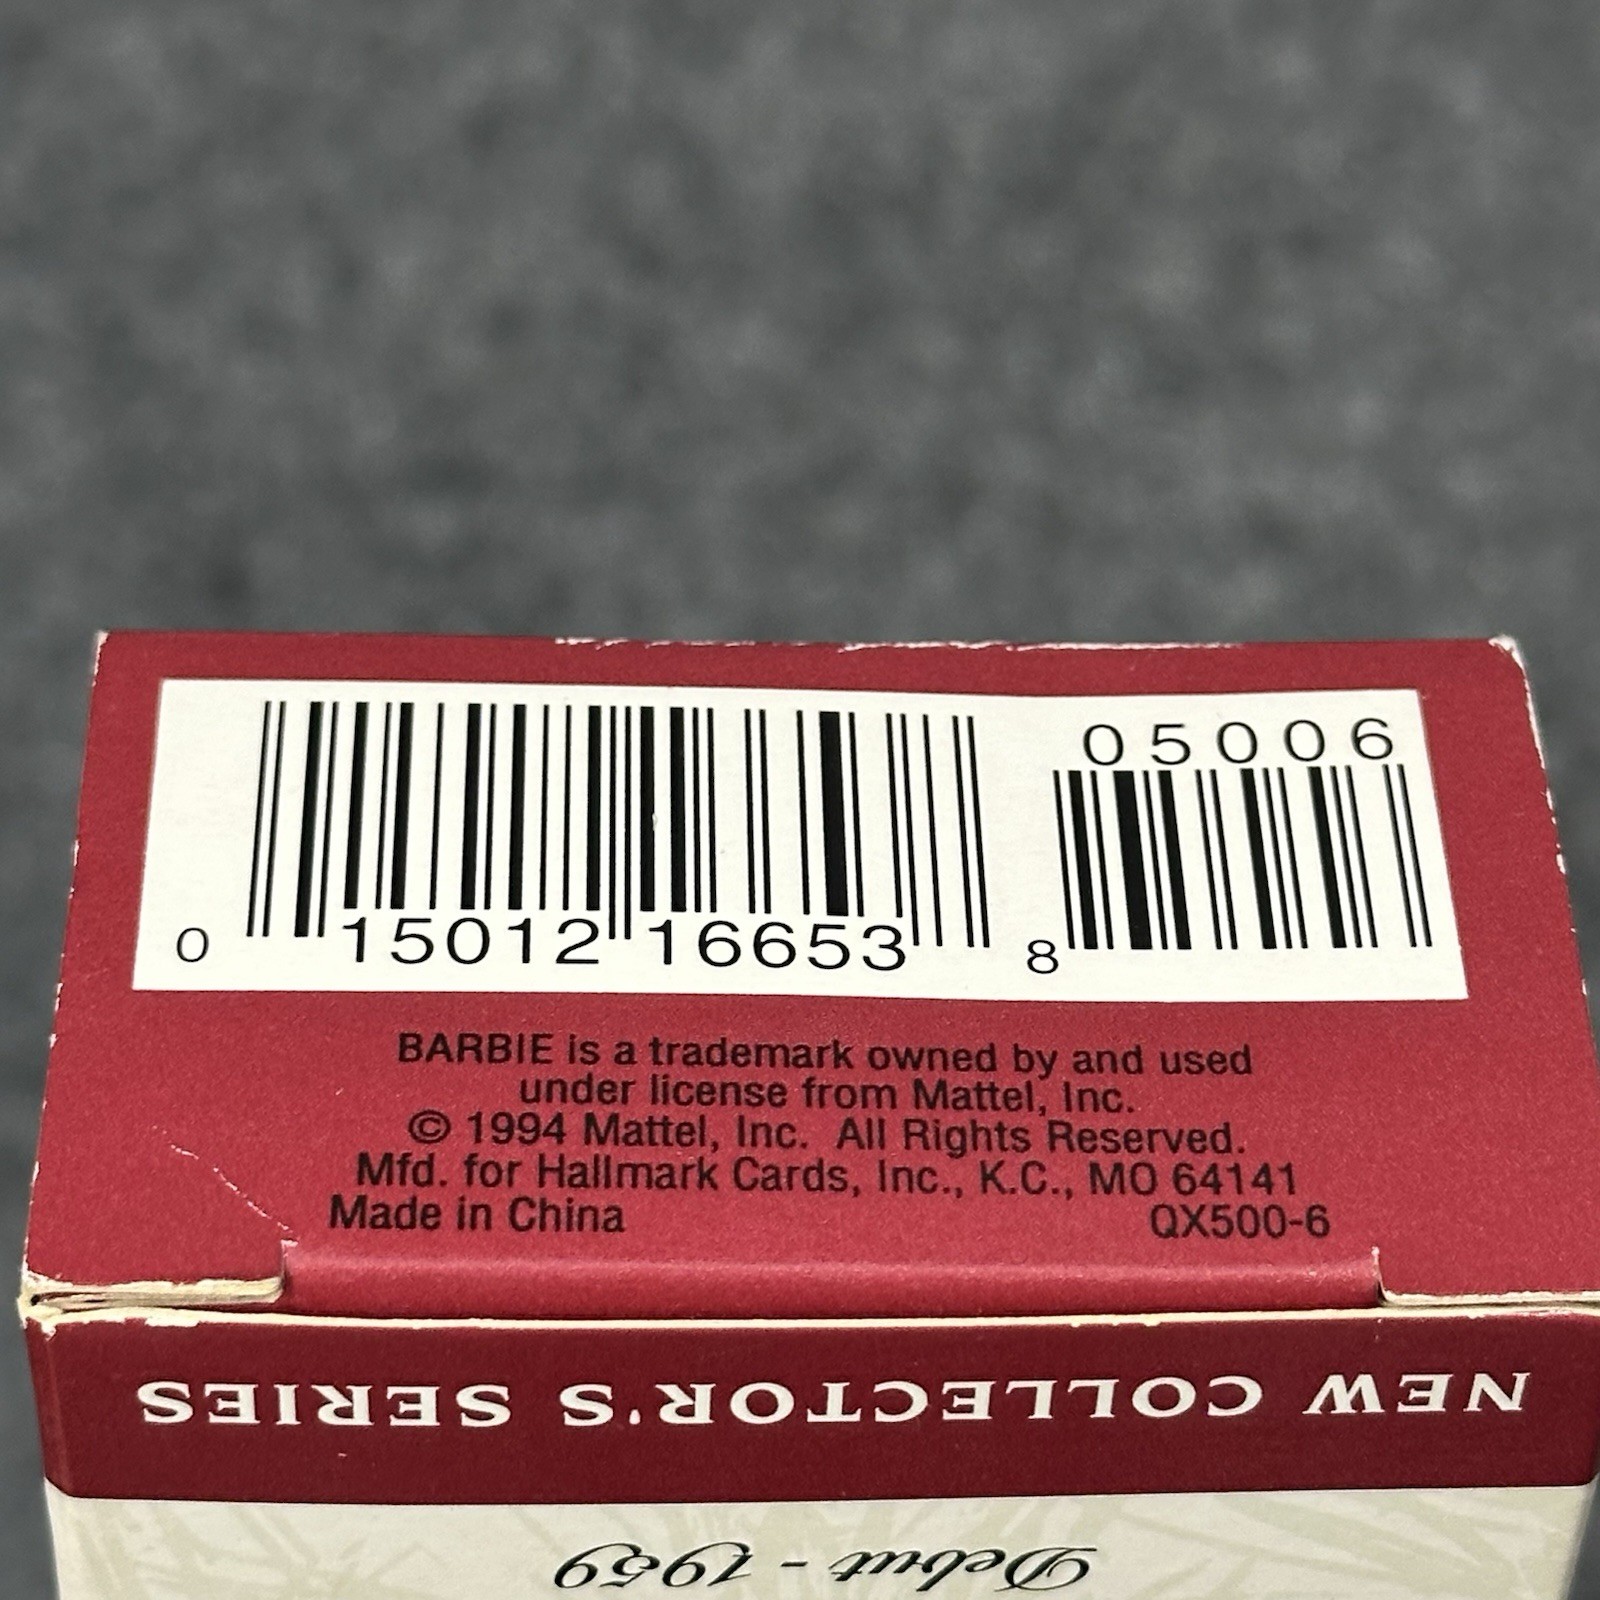 05006
0 15012 16653 8
BARBIE is a trademark owned by and used
under license from Mattel, Inc.
© 1994 Mattel, Inc. All Rights Reserved.
Mfd. for Hallmark Cards, Inc., K.C., MO 64141
Made in China QX500-6
NEW COLLECTOR'S SERIES
Debut - 1959